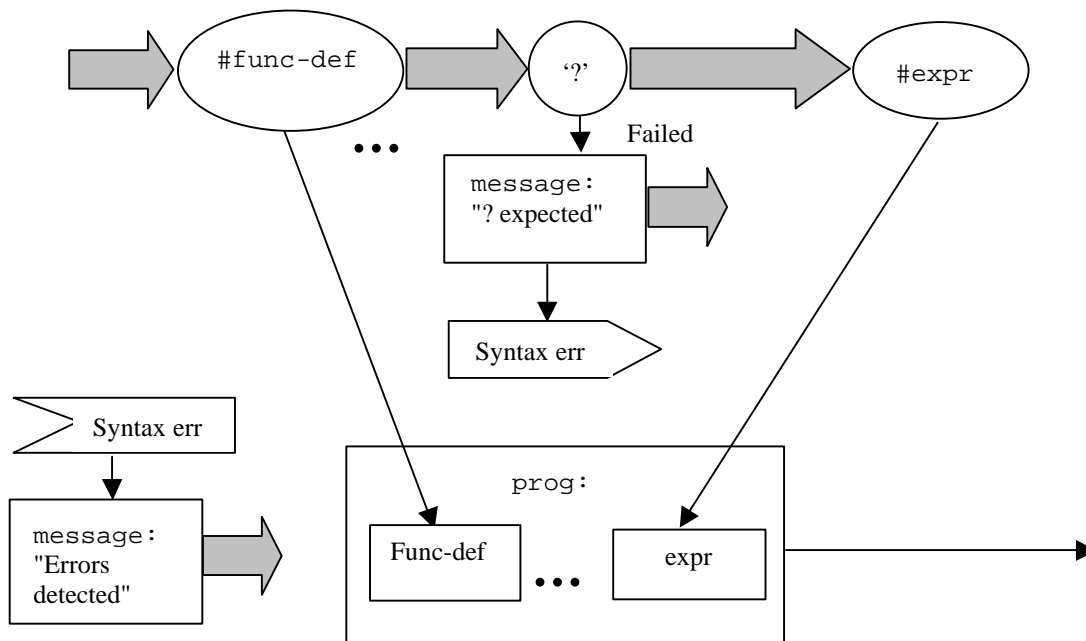 #func-def
‘?’
#expr
•••
Failed
message:
"? expected"
Syntax err
Syntax err
prog:
message:
"Errors
detected"
Func-def
•••
expr